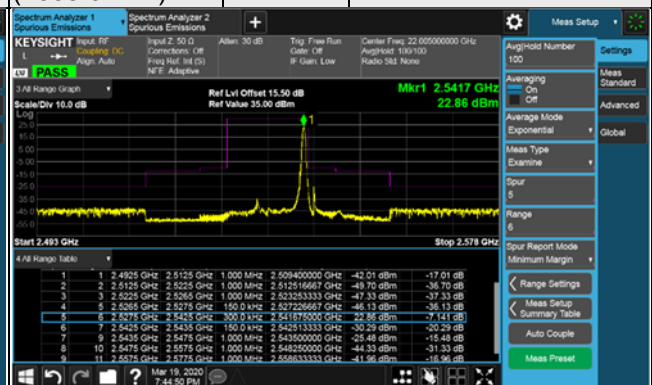 Spectrum Analyzer 1
Spurious Emissions
Spectrum Analyzer 2
Spurious Emissions
+
Meas Setup
KEYSIGHT Input: RF
Coupling: DC
Align: Auto
Input Z: 50 Ω
Corrections: Off
Freq Ref: Int (S)
NFE: Adaptive
Atten: 30 dB
Trig: Free Run
Gate: Off
IF Gain: Low
Center Freq: 22.005000000 GHz
Avg|Hold: 100/100
Radio Std: None
L
LW PASS
3 All Range Graph
Ref Lvl Offset 15.50 dB
Mkr1 2.5417 GHz
Scale/Div 10.0 dB
Ref Value 35.00 dBm
22.86 dBm
Log
25.0
15.0
5.00
-5.00
-15.0
-25.0
-35.0
-45.0
-55.0
1
Start 2.493 GHz
Stop 2.578 GHz
4 All Range Table
1 1 2.4925 GHz 2.5125 GHz 1.000 MHz 2.509400000 GHz -42.01 dBm -17.01 dB
2 2 2.5125 GHz 2.5225 GHz 1.000 MHz 2.512516667 GHz -49.70 dBm -36.70 dB
3 3 2.5225 GHz 2.5265 GHz 1.000 MHz 2.523253333 GHz -47.33 dBm -37.33 dB
4 5 2.5265 GHz 2.5275 GHz 150.0 kHz 2.527226667 GHz -46.13 dBm -36.13 dB
5 6 2.5275 GHz 2.5425 GHz 300.0 kHz 2.541675000 GHz 22.86 dBm -7.141 dB
6 7 2.5425 GHz 2.5435 GHz 150.0 kHz 2.542513333 GHz -30.29 dBm -20.29 dB
7 9 2.5435 GHz 2.5475 GHz 1.000 MHz 2.543500000 GHz -25.48 dBm -15.48 dB
8 10 2.5475 GHz 2.5575 GHz 1.000 MHz 2.548250000 GHz -44.33 dBm -31.33 dB
9 11 2.5575 GHz 2.5775 GHz 1.000 MHz 2.558633333 GHz -41.96 dBm -16.96 dB
Mar 19, 2020
7:44:50 PM
?
Avg|Hold Number
100
Averaging
On
Off
Average Mode
Exponential
Meas Type
Examine
Spur
5
Range
6
Spur Report Mode
Minimum Margin
Range Settings
Meas Setup
Summary Table
Auto Couple
Meas Preset
Settings
Meas
Standard
Advanced
Global